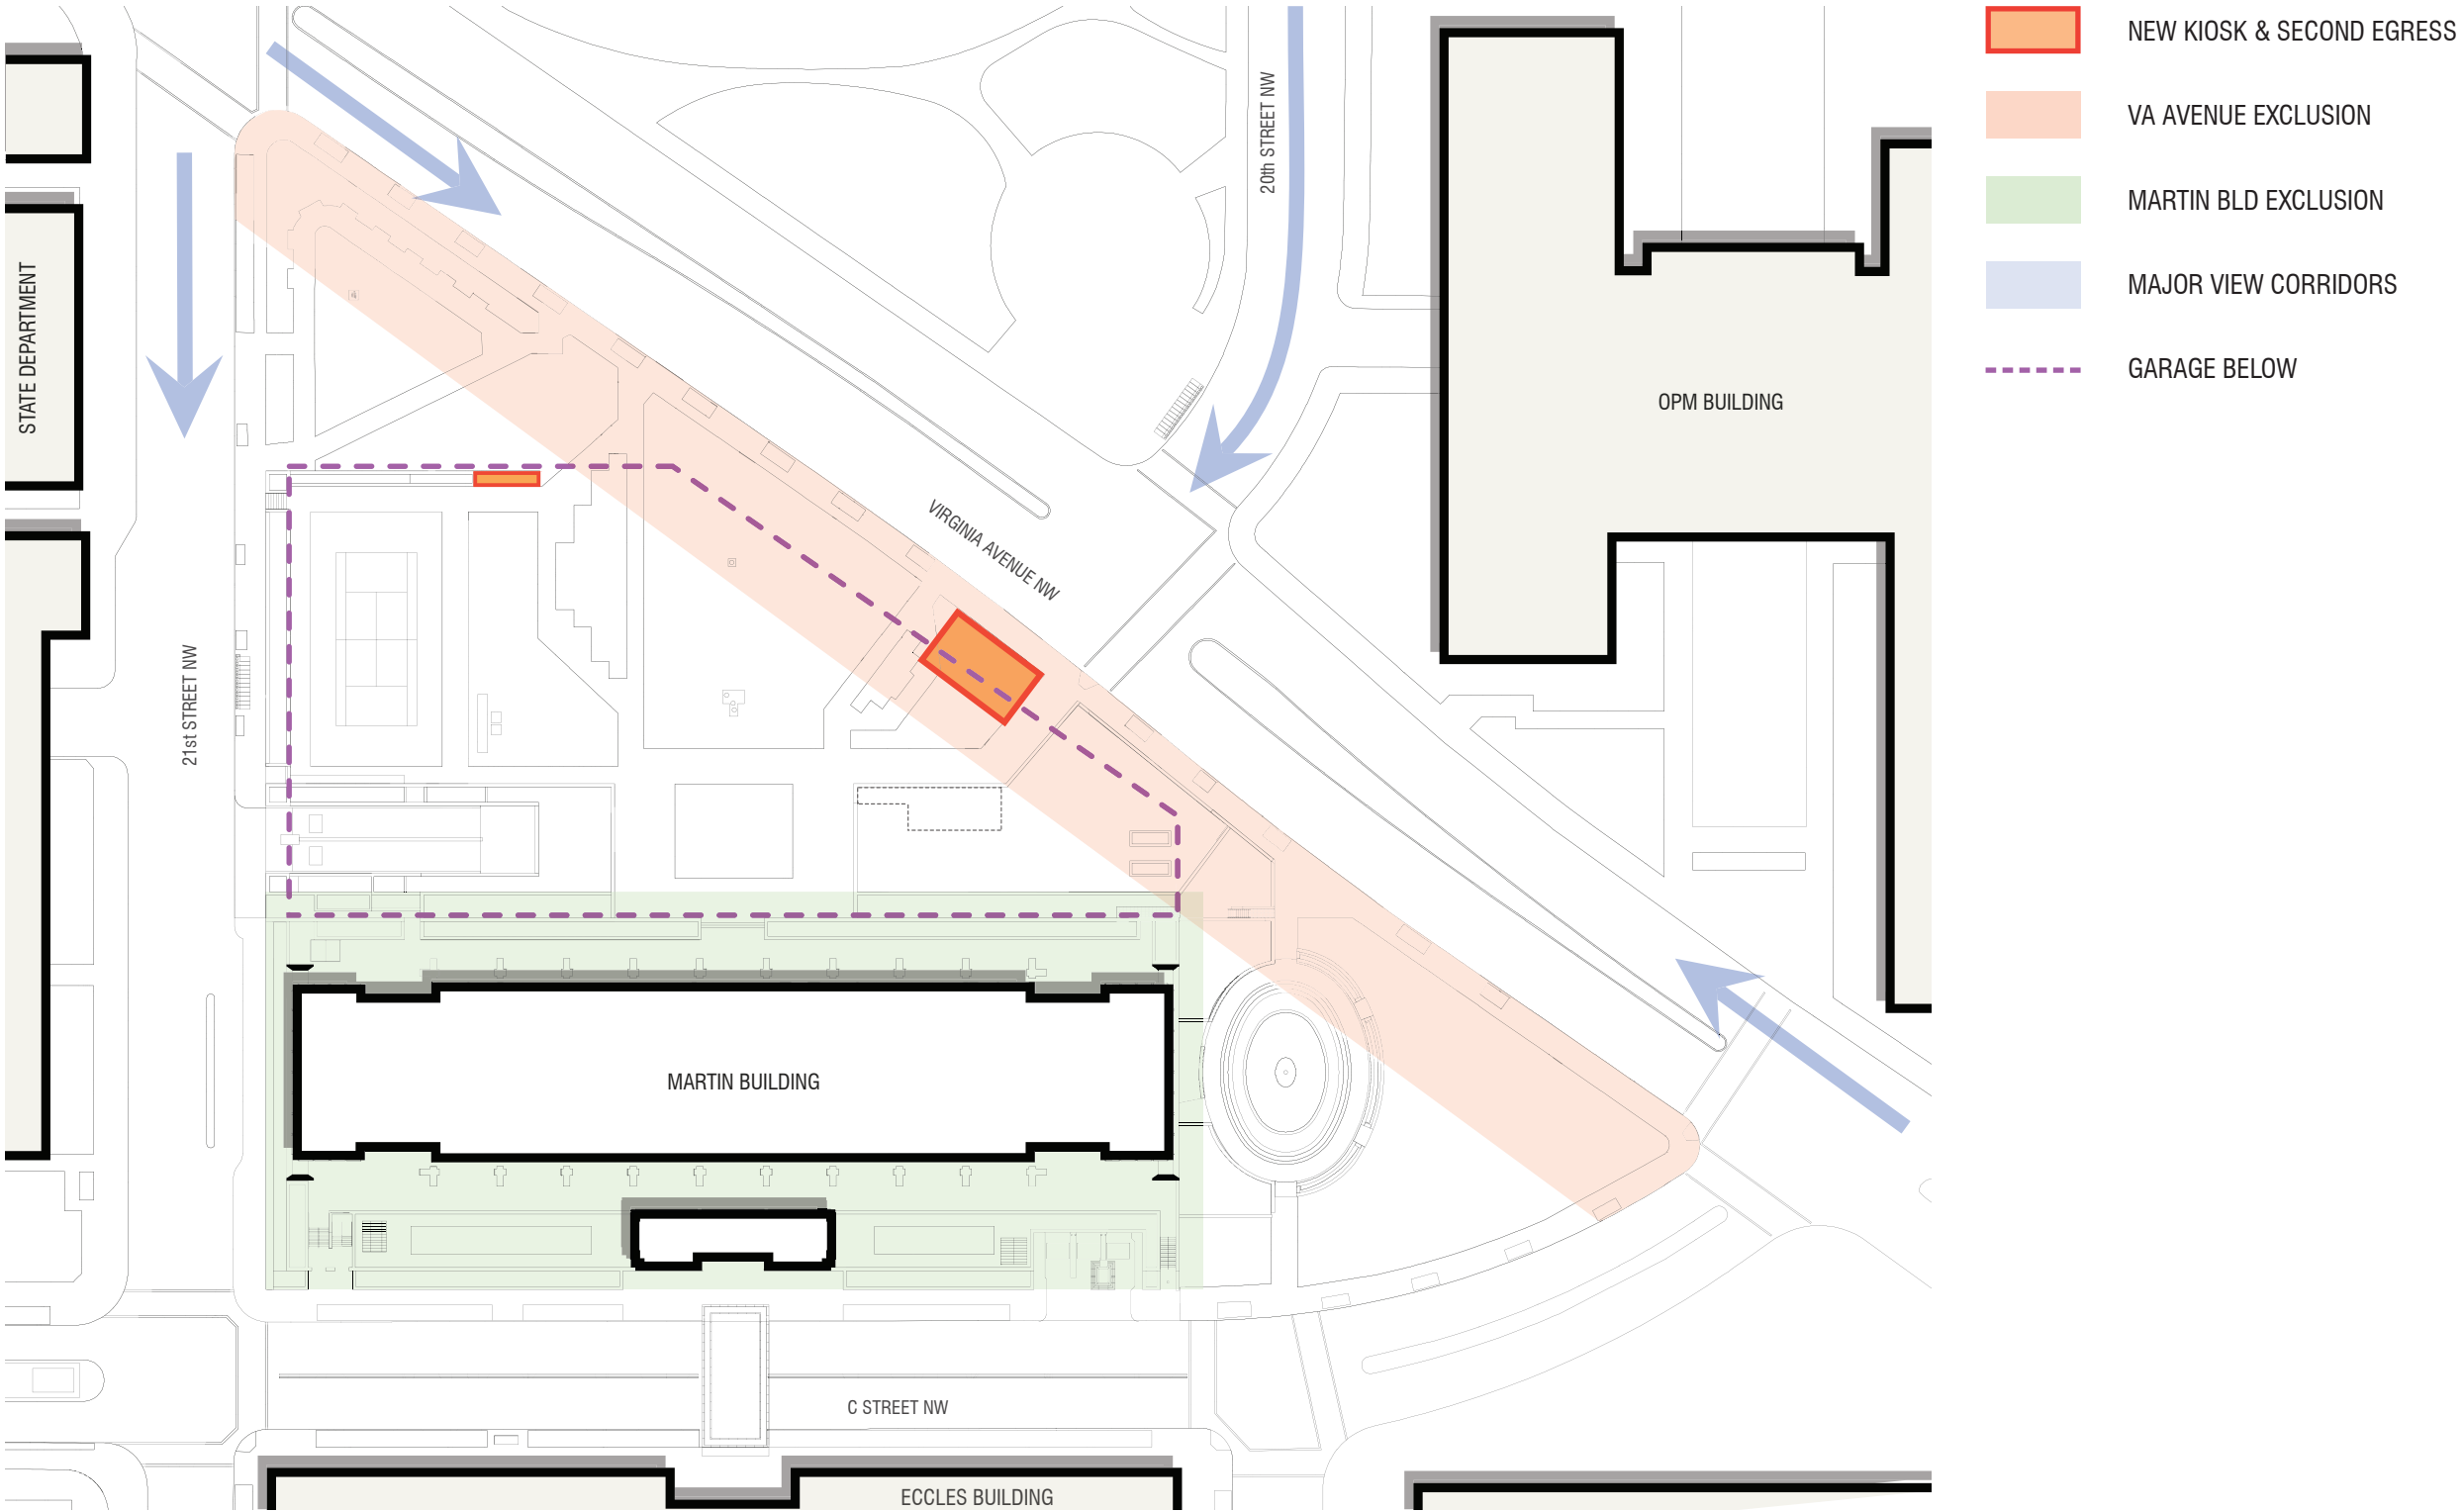 NEW KIOSK & SECOND EGRESS
VA AVENUE EXCLUSION
MARTIN BLD EXCLUSION
MAJOR VIEW CORRIDORS
GARAGE BELOW
20th STREET NW
STATE DEPARTMENT
OPM BUILDING
VIRGINIA AVENUE NW
21st STREET NW
MARTIN BUILDING
C STREET NW
ECCLES BUILDING